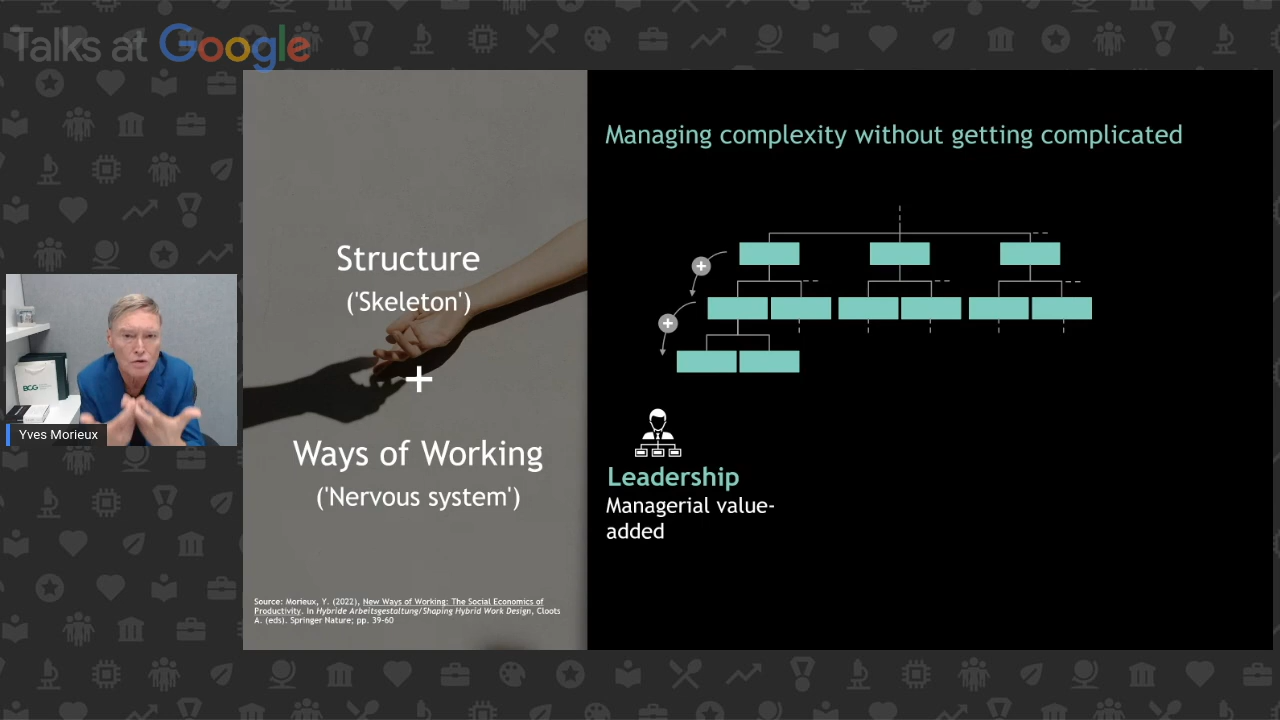 Talks at Google
Managing complexity without getting complicated
Structure
('Skeleton')
+
Ways of Working
('Nervous system')
Source: Morieux, Y. (2022), New Ways of Working: The Social Economics of
Productivity. In Hybride Arbeitsgestaltung/Shaping Hybrid Work Design, Cloots
A. (eds). Springer Nature; pp. 39-60
+
+
Leadership
Managerial value-
added
BCG
Yves Morieux